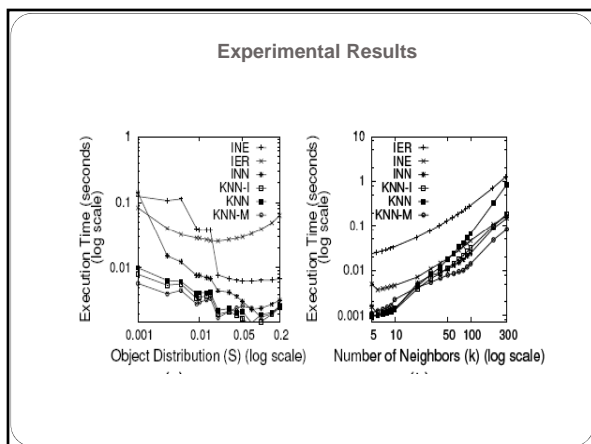 Experimental Results
Execution Time (seconds)
(log scale)
1
0.1
0.01
INE
IER
INN
KNN-I
KNN
KNN-M
0.001
0.01
0.05
0.2
Object Distribution (S) (log scale)
Execution Time (seconds)
(log scale)
10
1
0.1
0.01
0.001
IER
INE
INN
KNN-I
KNN
KNN-M
5
10
50
100
300
Number of Neighbors (k) (log scale)